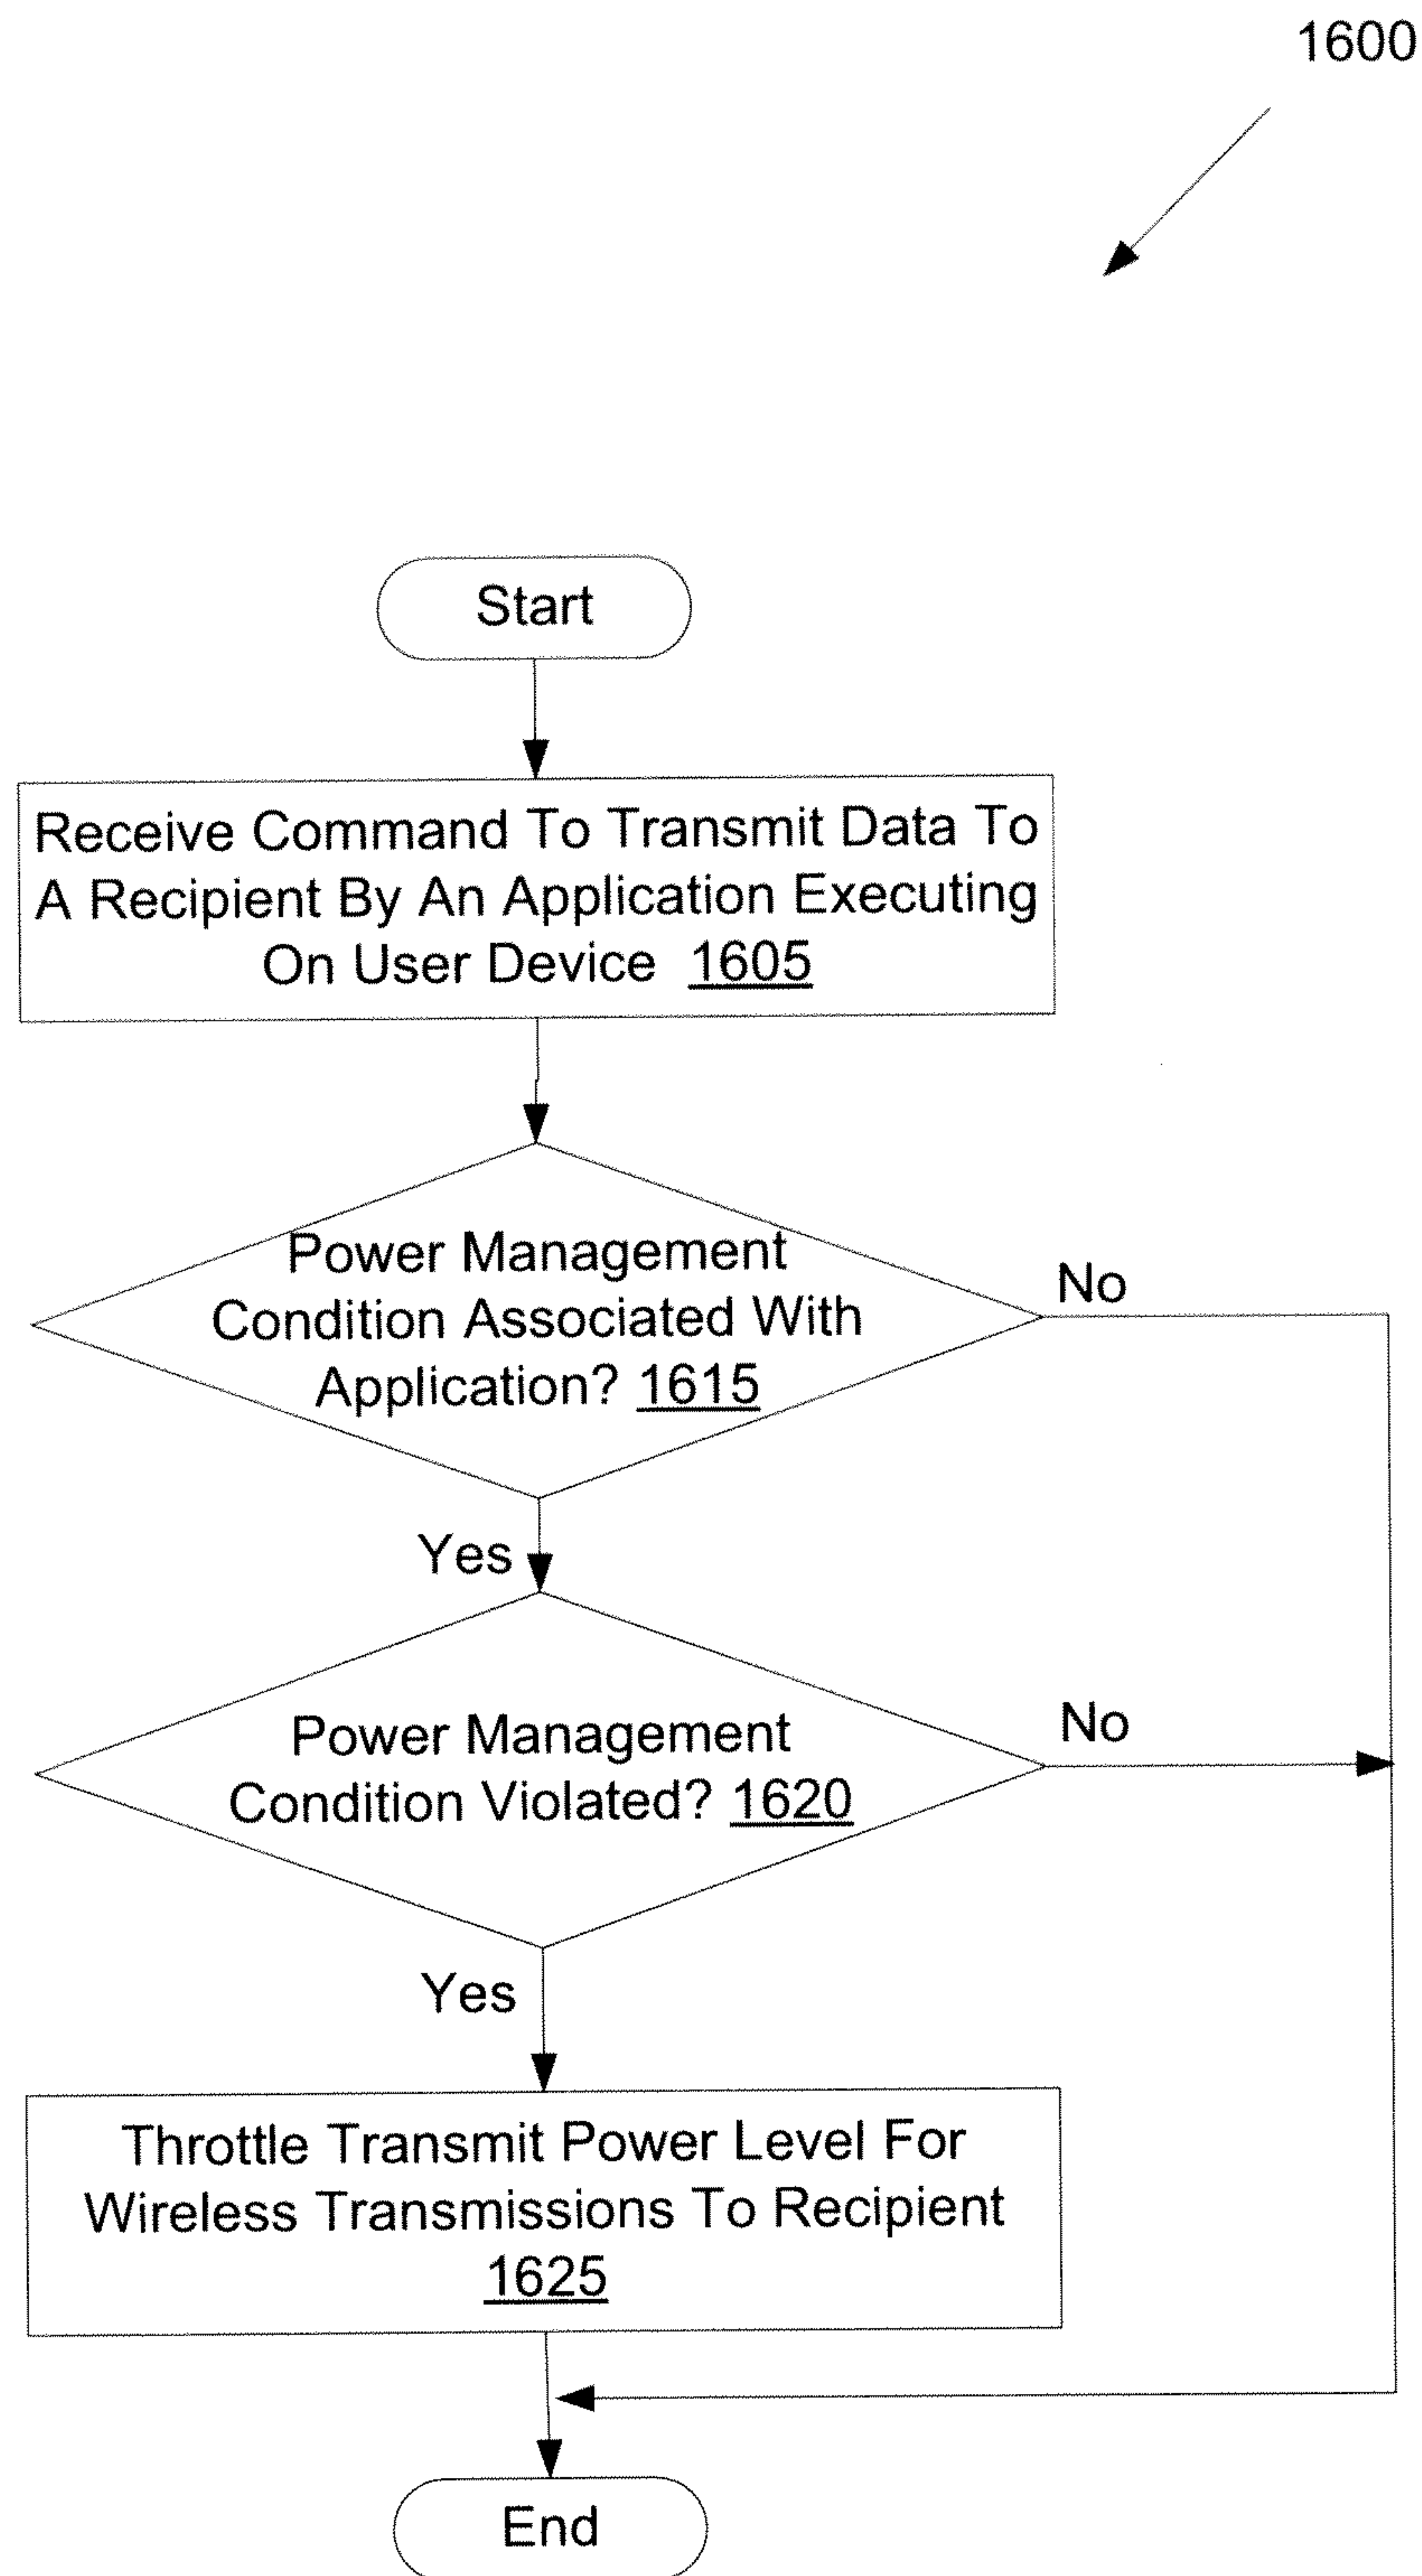 1600
Start
Receive Command To Transmit Data To
A Recipient By An Application Executing
On User Device 1605
Power Management
Condition Associated With
Application? 1615
No
Yes
Power Management
Condition Violated? 1620
No
Yes
Throttle Transmit Power Level For
Wireless Transmissions To Recipient
1625
End